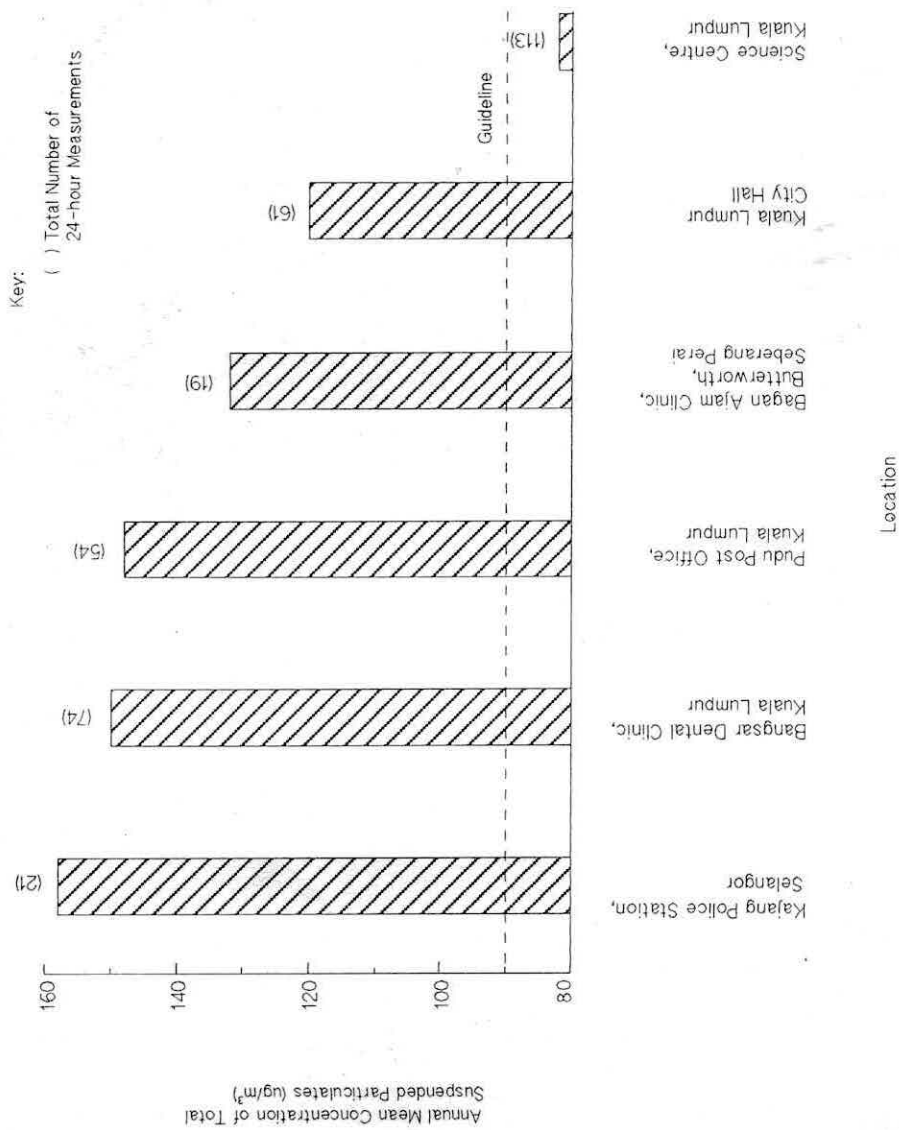 Key:
( ) Total Number of
24-hour Measurements
Annual Mean Concentration of Total
Suspended Particulates (ug/m³)
160
140
120
100
80
Guideline
(21)
(74)
(54)
(19)
(61)
(113)
Kajang Police Station,
Selangor
Bangsar Dental Clinic,
Kuala Lumpur
Pudu Post Office,
Kuala Lumpur
Bagan Ajam Clinic,
Butterworth,
Seberang Perai
Kuala Lumpur
City Hall
Science Centre,
Kuala Lumpur
Location